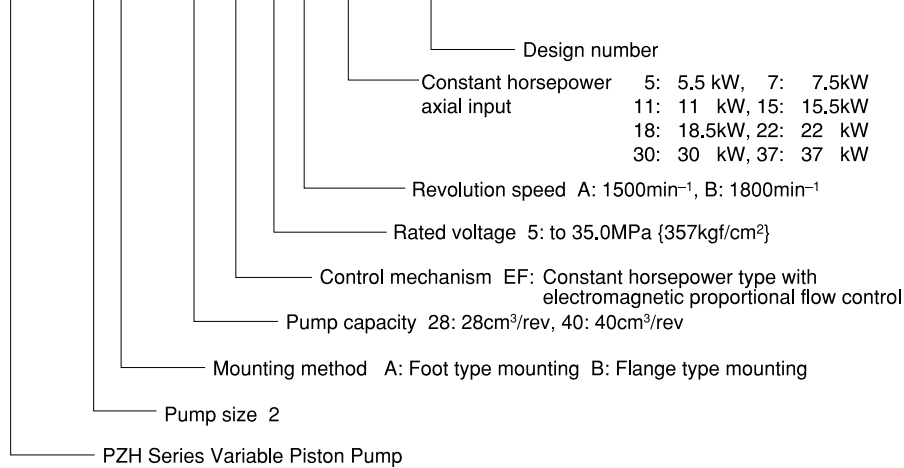 Design number
Constant horsepower 5: 5.5 kW, 7: 7.5kW
axial input 11: 11 kW, 15: 15.5kW
18: 18.5kW, 22: 22 kW
30: 30 kW, 37: 37 kW
Revolution speed A: 1500min⁻¹, B: 1800min⁻¹
Rated voltage 5: to 35.0MPa {357kgf/cm²}
Control mechanism EF: Constant horsepower type with
electromagnetic proportional flow control
Pump capacity 28: 28cm³/rev, 40: 40cm³/rev
Mounting method A: Foot type mounting B: Flange type mounting
Pump size 2
PZH Series Variable Piston Pump